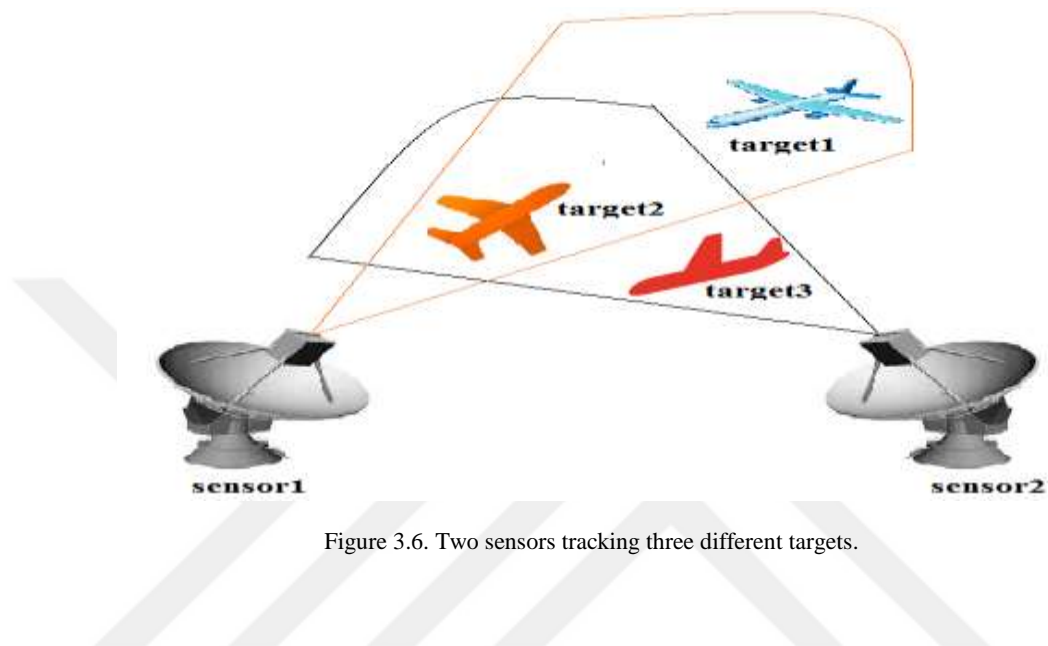 target1
target2
target3
sensor1
sensor2
Figure 3.6. Two sensors tracking three different targets.